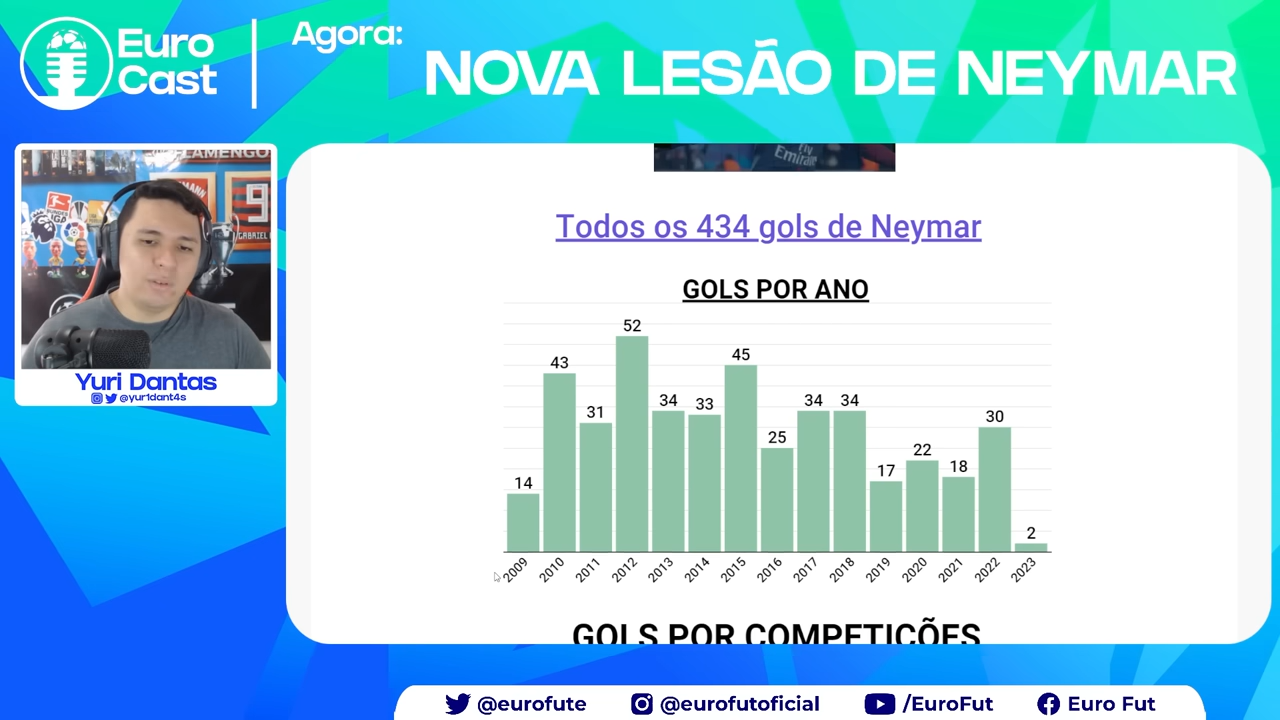 Euro
Cast
Agora:
NOVA LESÃO DE NEYMAR
FLAMENGO
Fly
Emirates
Todos os 434 gols de Neymar
GOLS POR ANO
14
43
31
52
34
33
45
25
34
34
17
22
18
30
2
2009
2010
2011
2012
2013
2014
2015
2016
2017
2018
2019
2020
2021
2022
2023
GOLS POR COMPETIÇÕES
Yuri Dantas
@yur1dant4s
@eurofute
@eurofutoficial
/EuroFut
Euro Fut